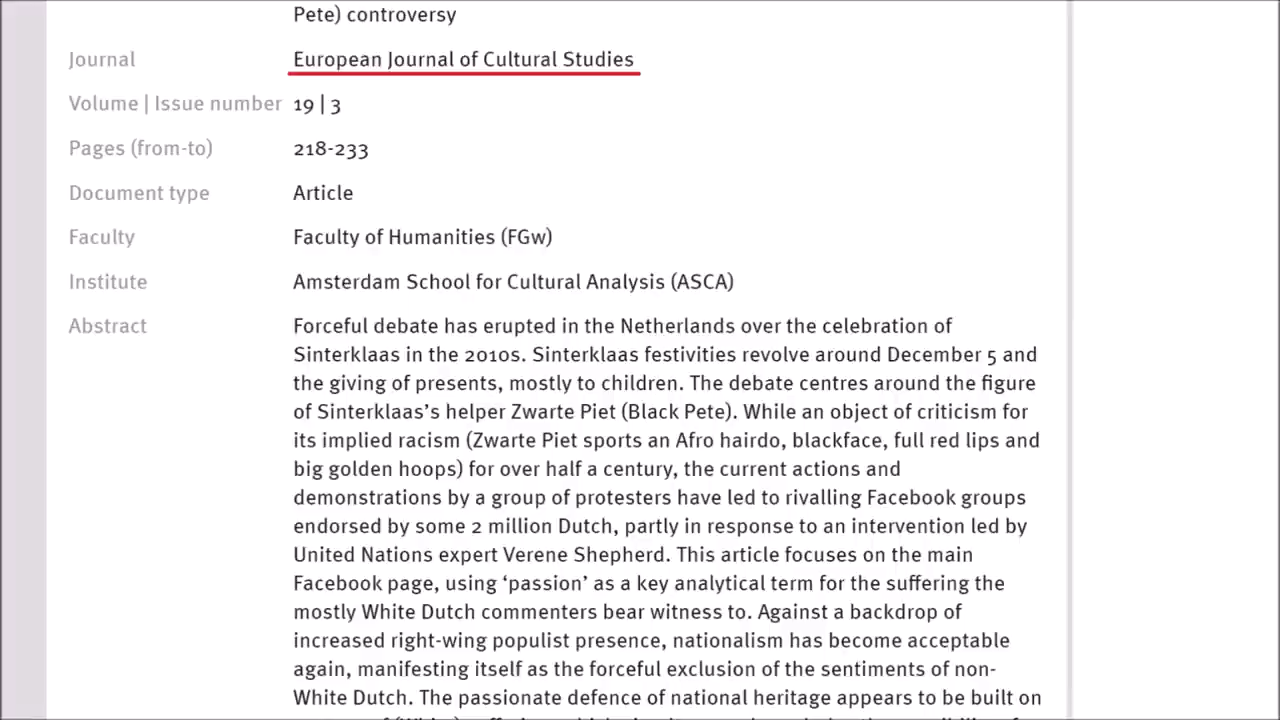 Pete) controversy
Journal European Journal of Cultural Studies
Volume | Issue number 19 | 3
Pages (from-to) 218-233
Document type Article
Faculty Faculty of Humanities (FGw)
Institute Amsterdam School for Cultural Analysis (ASCA)
Abstract Forceful debate has erupted in the Netherlands over the celebration of
Sinterklaas in the 2010s. Sinterklaas festivities revolve around December 5 and
the giving of presents, mostly to children. The debate centres around the figure
of Sinterklaas’s helper Zwarte Piet (Black Pete). While an object of criticism for
its implied racism (Zwarte Piet sports an Afro hairdo, blackface, full red lips and
big golden hoops) for over half a century, the current actions and
demonstrations by a group of protesters have led to rivalling Facebook groups
endorsed by some 2 million Dutch, partly in response to an intervention led by
United Nations expert Verene Shepherd. This article focuses on the main
Facebook page, using ‘passion’ as a key analytical term for the suffering the
mostly White Dutch commenters bear witness to. Against a backdrop of
increased right-wing populist presence, nationalism has become acceptable
again, manifesting itself as the forceful exclusion of the sentiments of non-
White Dutch. The passionate defence of national heritage appears to be built on